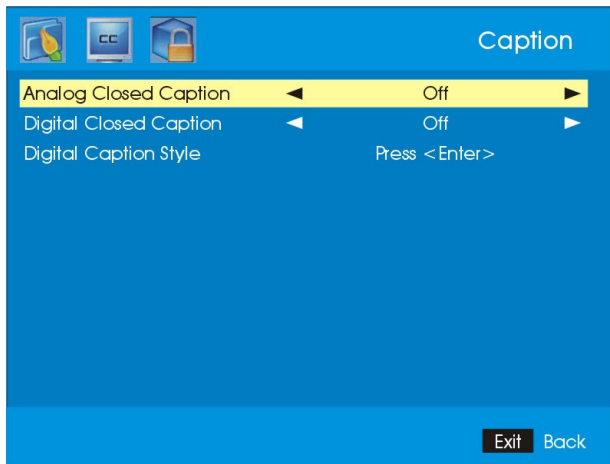 CC
Caption
Analog Closed Caption Off
Digital Closed Caption Off
Digital Caption Style Press <Enter>
Exit Back